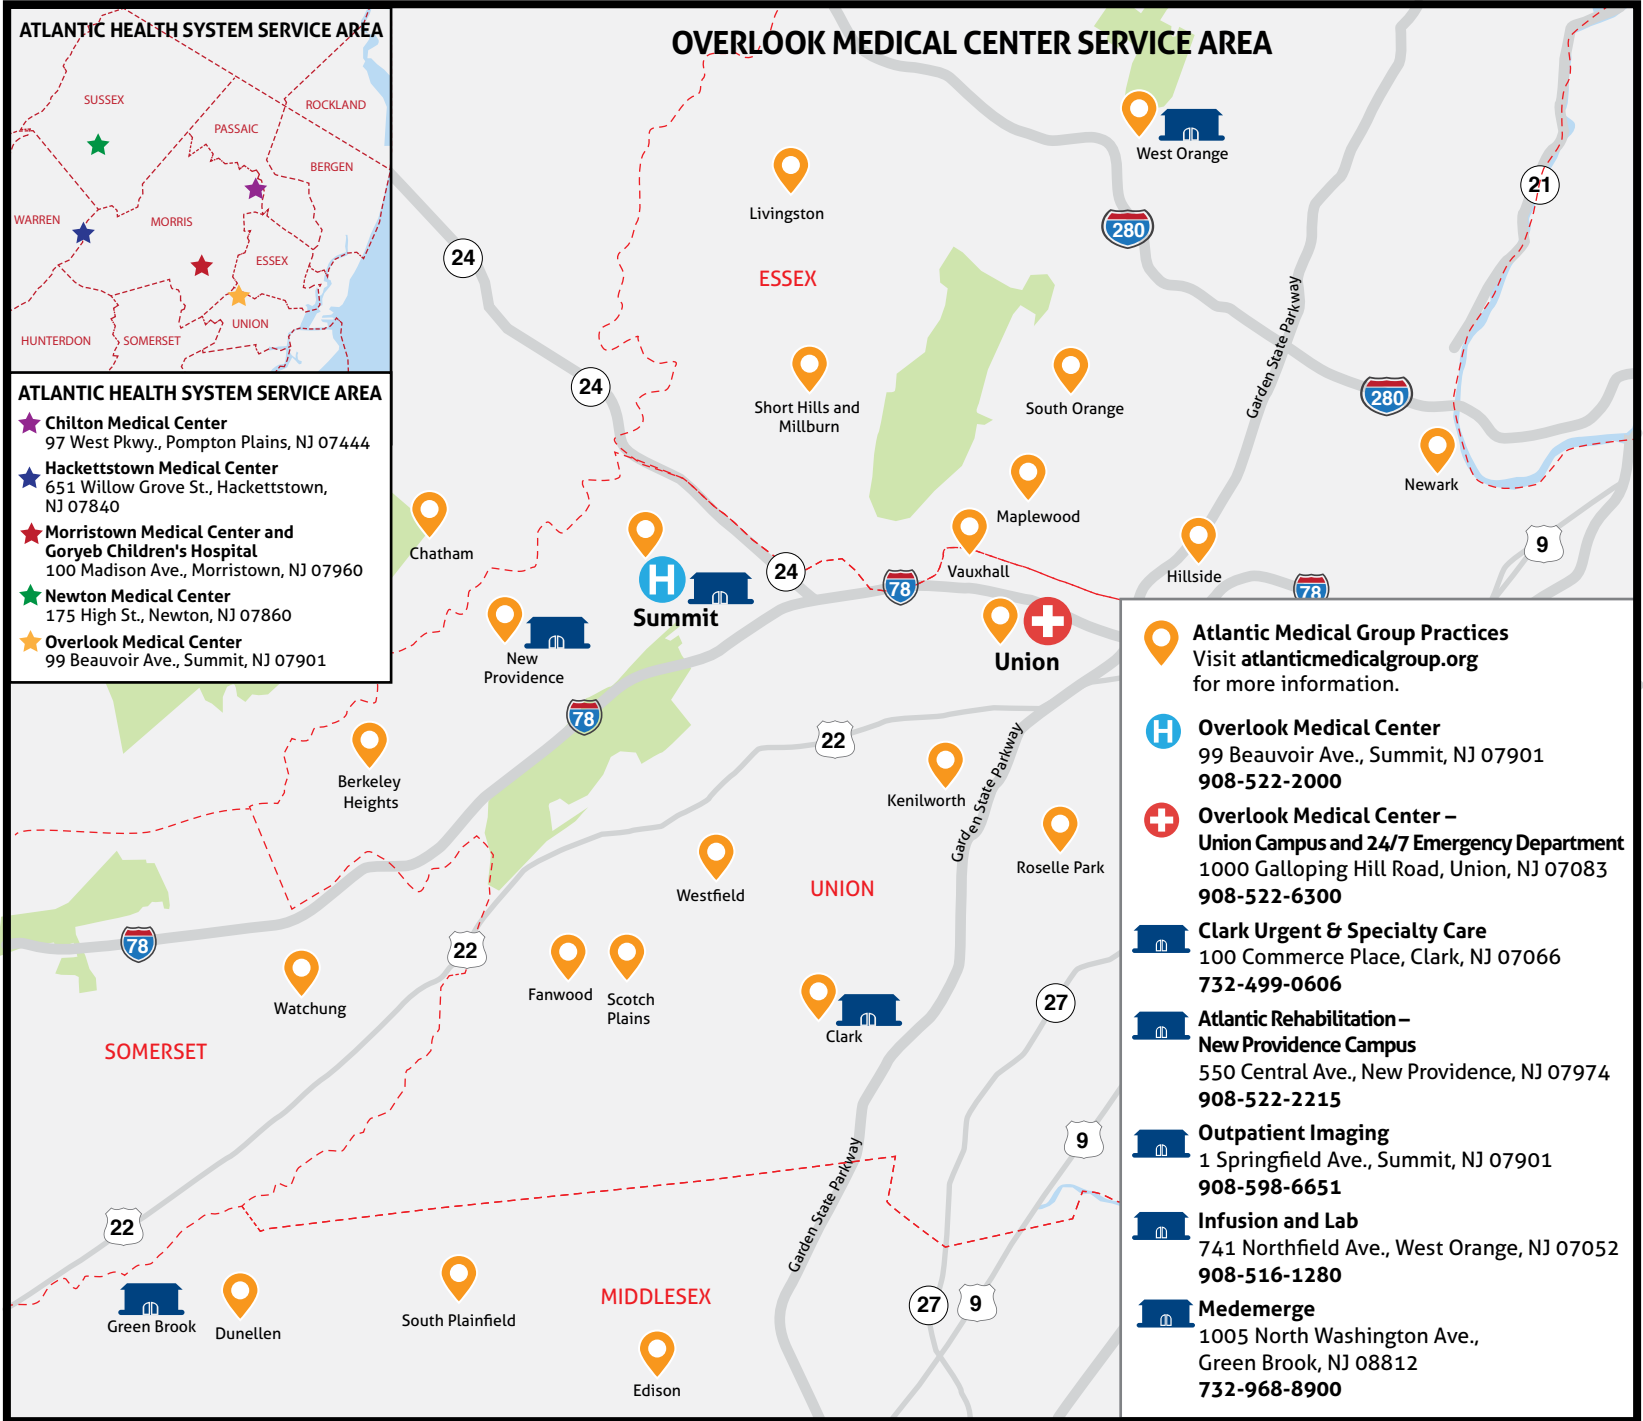 ATLANTIC HEALTH SYSTEM SERVICE AREA
SUSSEX
ROCKLAND
PASSAIC
BERGEN
WARREN
MORRIS
ESSEX
UNION
HUNTERDON
SOMERSET
ATLANTIC HEALTH SYSTEM SERVICE AREA
Chilton Medical Center
97 West Pkwy., Pompton Plains, NJ 07444
Hackettstown Medical Center
651 Willow Grove St., Hackettstown,
NJ 07840
Morristown Medical Center and
Goryeb Children's Hospital
100 Madison Ave., Morristown, NJ 07960
Newton Medical Center
175 High St., Newton, NJ 07860
Overlook Medical Center
99 Beauvoir Ave., Summit, NJ 07901
OVERLOOK MEDICAL CENTER SERVICE AREA
West Orange
21
Livingston
280
24
ESSEX
Garden State Parkway
24
280
Short Hills and
Millburn
South Orange
Newark
Maplewood
Chatham
9
24
Vauxhall
Hillside
78
78
H
Summit
Union
New
Providence
78
22
Berkeley
Heights
Kenilworth
Garden State Parkway
Roselle Park
Westfield
UNION
78
22
Watchung
Fanwood
Scotch
Plains
27
Clark
SOMERSET
9
Garden State Parkway
22
Green Brook
Dunellen
South Plainfield
MIDDLESEX
27
9
Edison
Atlantic Medical Group Practices
Visit atlanticmedicalgroup.org
for more information.
H
Overlook Medical Center
99 Beauvoir Ave., Summit, NJ 07901
908-522-2000
Overlook Medical Center –
Union Campus and 24/7 Emergency Department
1000 Galloping Hill Road, Union, NJ 07083
908-522-6300
Clark Urgent & Specialty Care
100 Commerce Place, Clark, NJ 07066
732-499-0606
Atlantic Rehabilitation –
New Providence Campus
550 Central Ave., New Providence, NJ 07974
908-522-2215
Outpatient Imaging
1 Springfield Ave., Summit, NJ 07901
908-598-6651
Infusion and Lab
741 Northfield Ave., West Orange, NJ 07052
908-516-1280
Medemerge
1005 North Washington Ave.,
Green Brook, NJ 08812
732-968-8900